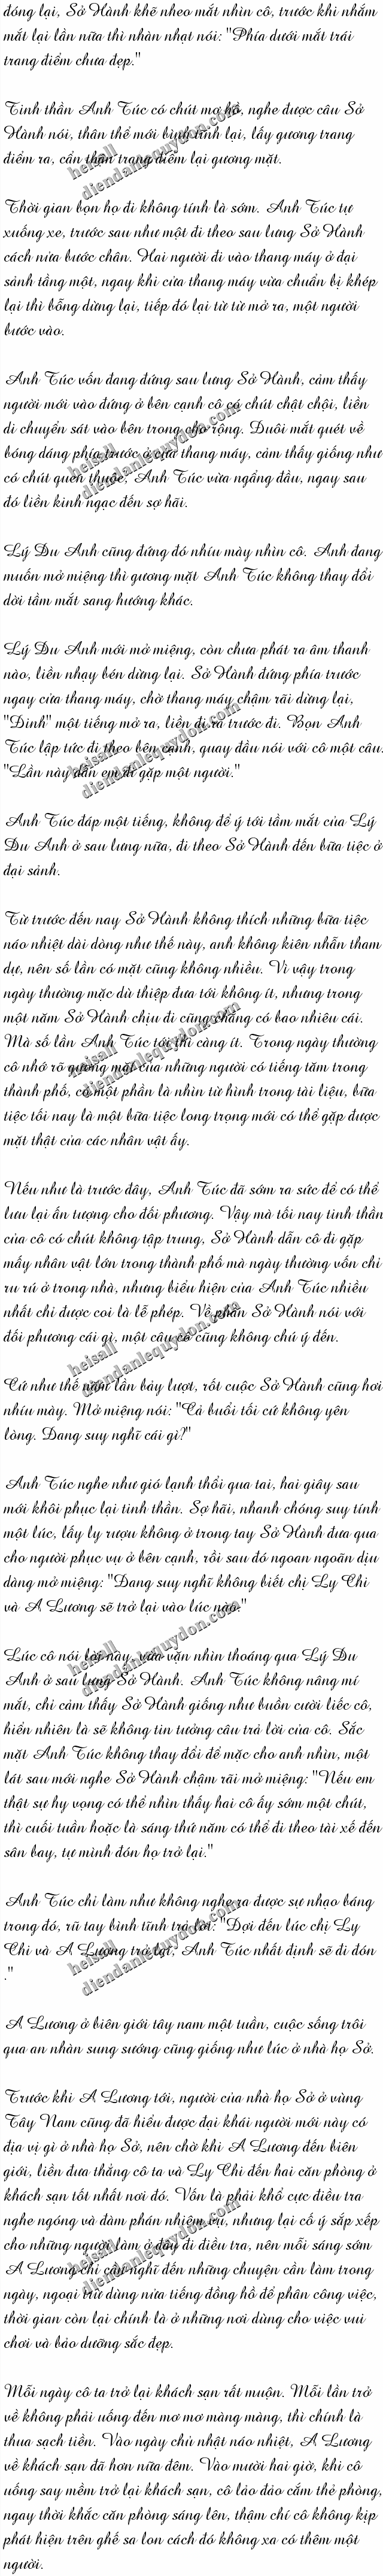 đóng lại, Sở Hành khẽ nheo mắt nhìn cô, trước khi nhắm
mắt lại lần nữa thì nhàn nhạt nói: "Phía dưới mắt trái
trang điểm chưa đẹp."
Tinh thần Anh Túc có chút mơ hồ, nghe được câu Sở
Hành nói, thân thể mới bình tĩnh lại, lấy gương trang
điểm ra, cẩn thận trang điểm lại gương mặt.
Thời gian bọn họ đi không tính là sớm. Anh Túc tự
xuống xe, trước sau như một đi theo sau lưng Sở Hành
cách nửa bước chân. Hai người đi vào thang máy ở đại
sảnh tầng một, ngay khi cửa thang máy vừa chuẩn bị khép
lại thì bỗng dừng lại, tiếp đó lại từ từ mở ra, một người
bước vào.
Anh Túc vốn đang đứng sau lưng Sở Hành, cảm thấy
người mới vào đứng ở bên cạnh cô có chút chật chội, liền
di chuyển sát vào bên trong cho rộng. Đuôi mắt quét về
bóng dáng phía trước ở cửa thang máy, cảm thấy giống như
có chút quen thuộc. Anh Túc vừa ngẩng đầu, ngay sau
đó liền kinh ngạc đến sợ hãi.
Lý Du Anh cũng đứng đó nhíu mày nhìn cô. Anh đang
muốn mở miệng thì gương mặt Anh Túc không thay đổi
dời tầm mắt sang hướng khác.
Lý Du Anh mới mở miệng, còn chưa phát ra âm thanh
nào, liền nhạy bén dừng lại. Sở Hành đứng phía trước
ngay cửa thang máy, chờ thang máy chậm rãi dừng lại,
"Đinh" một tiếng mở ra, liền đi ra trước đi. Bọn Anh
Túc lập tức đi theo bên cạnh, quay đầu nói với cô một câu.
"Lần này dẫn em đi gặp một người."
Anh Túc đáp một tiếng, không để ý tới tầm mắt của Lý
Du Anh ở sau lưng nữa, đi theo Sở Hành đến bữa tiệc ở
đại sảnh.
Từ trước đến nay Sở Hành không thích những bữa tiệc
náo nhiệt dài dòng như thế này, anh không kiên nhẫn tham
dự, nên số lần có mặt cũng không nhiều. Vì vậy trong
ngày thường mặc dù thiệp đưa tới không ít, nhưng trong
một năm Sở Hành chịu đi cũng chẳng có bao nhiêu cái.
Mà số lần Anh Túc tới thì càng ít. Trong ngày thường
cô nhớ rõ gương mặt của những người có tiếng tăm trong
thành phố, có một phần là nhìn từ hình trong tài liệu, bữa
tiệc tối nay là một bữa tiệc long trọng mới có thể gặp được
mặt thật của các nhân vật ấy.
Nếu như là trước đây, Anh Túc đã sớm ra sức để có thể
lưu lại ấn tượng cho đối phương. Vậy mà tối nay tinh thần
của cô có chút không tập trung, Sở Hành dẫn cô đi gặp
mấy nhân vật lớn trong thành phố mà ngày thường vốn chỉ
ru rú ở trong nhà, nhưng biểu hiện của Anh Túc nhiều
nhất chỉ được coi là lễ phép. Về phần Sở Hành nói với
đối phương cái gì, một câu cô cũng không chú ý đến.
Cứ như thế năm lần bảy lượt, rốt cuộc Sở Hành cũng hơi
nhíu mày. Mở miệng nói: "Cả buổi tối cứ không yên
lòng. Đang suy nghĩ cái gì?"
Anh Túc nghe như gió lạnh thổi qua tai, hai giây sau
mới khôi phục lại tinh thần. Sợ hãi, nhanh chóng suy tính
một lúc, lấy ly rượu không ở trong tay Sở Hành đưa qua
cho người phục vụ ở bên cạnh, rồi sau đó ngoan ngoãn dịu
dàng mở miệng: "Đang suy nghĩ không biết chị Ly Chi
và A Lương sẽ trở lại vào lúc nào."
Lúc cô nói lời này, vừa vặn nhìn thoáng qua Lý Du
Anh ở sau lưng Sở Hành. Anh Túc không nâng mí
mắt, chỉ cảm thấy Sở Hành giống như buồn cười liếc cô,
hiển nhiên là sẽ không tin tưởng câu trả lời của cô. Sắc
mặt Anh Túc không thay đổi để mặc cho anh nhìn, một
lát sau mới nghe Sở Hành chậm rãi mở miệng: "Nếu em
thật sự hy vọng có thể nhìn thấy hai cô ấy sớm một chút,
thì cuối tuần hoặc là sáng thứ năm có thể đi theo tài xế đến
sân bay, tự mình đón họ trở lại."
Anh Túc chỉ làm như không nghe ra được sự nhạo báng
trong đó, rũ tay bình tĩnh trả lời: "Đợi đến lúc chị Ly
Chi và A Lương trở lại, Anh Túc nhất định sẽ đi đón
."
A Lương ở biên giới tây nam một tuần, cuộc sống trôi
qua an nhàn sung sướng cũng giống như lúc ở nhà họ Sở.
Trước khi A Lương tới, người của nhà họ Sở ở vùng
Tây Nam cũng đã hiểu được đại khái người mới này có
địa vị gì ở nhà họ Sở, nên chờ khi A Lương đến biên
giới, liền đưa thẳng cô ta và Ly Chi đến hai căn phòng ở
khách sạn tốt nhất nơi đó. Vốn là phải khổ cực điều tra
nghe ngóng và đàm phán nhiệm vụ, nhưng lại cố ý sắp xếp
cho những người làm ở đây đi điều tra, nên mỗi sáng sớm
A Lương chỉ cần nghĩ đến những chuyện cần làm trong
ngày, ngoại trừ dùng nửa tiếng đồng hồ để phân công việc,
thời gian còn lại chính là ở những nơi dùng cho việc vui
chơi và bảo dưỡng sắc đẹp.
Mỗi ngày cô ta trở lại khách sạn rất muộn. Mỗi lần trở
về không phải uống đến mơ mơ màng màng, thì chính là
thua sạch tiền. Vào ngày chủ nhật náo nhiệt, A Lương
về khách sạn đã hơn nửa đêm. Vào mười hai giờ, khi cô
uống say mềm trở lại khách sạn, cô lảo đảo cắm thẻ phòng,
ngay thời khắc căn phòng sáng lên, thậm chí cô không kịp
phát hiện trên ghế sa lon cách đó không xa có thêm một
người.